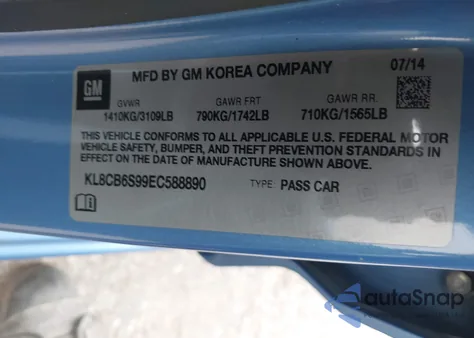 GM
MFD BY GM KOREA COMPANY
07/14
GVWR GAWR FRT GAWR RR.
1410KG/3109LB 790KG/1742LB 710KG/1565LB
THIS VEHICLE CONFORMS TO ALL APPLICABLE U.S. FEDERAL MOTOR
VEHICLE SAFETY, BUMPER, AND THEFT PREVENTION STANDARDS IN
EFFECT ON THE DATE OF MANUFACTURE SHOWN ABOVE.
KL8CB6S99EC588890 TYPE: PASS CAR
autaSnap